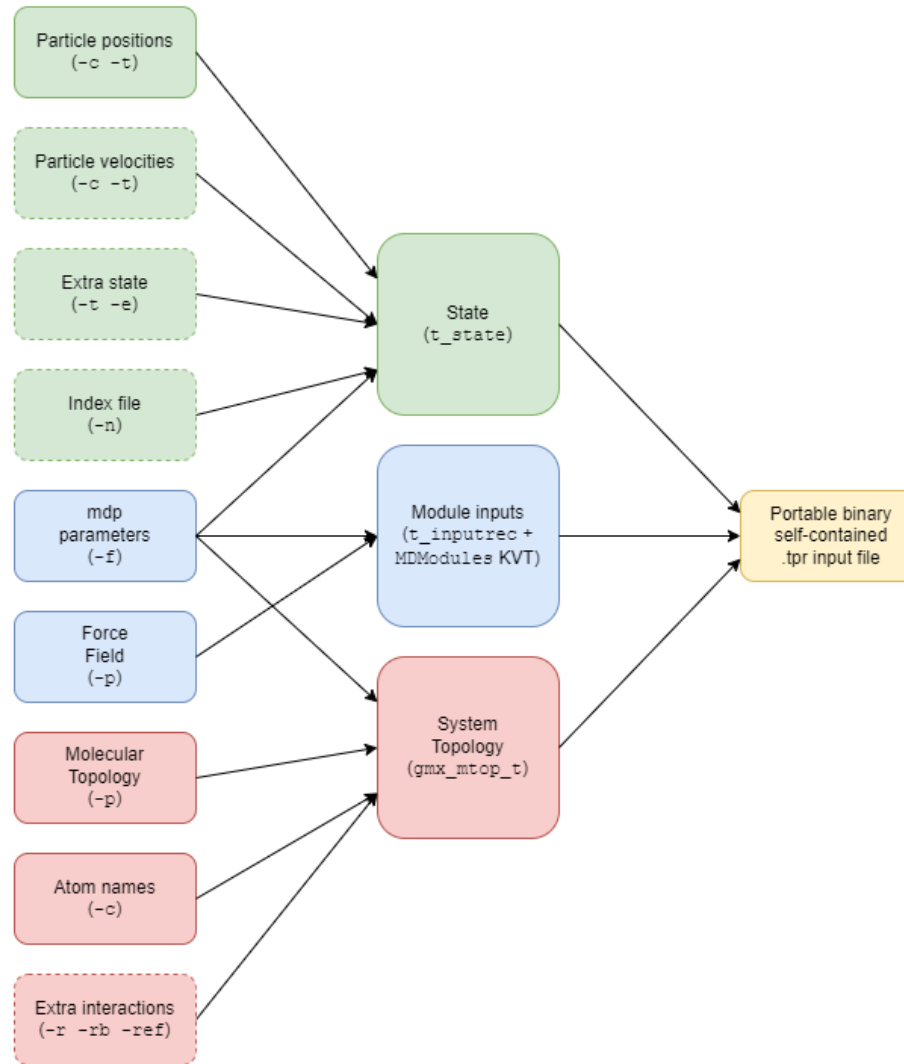 Particle positions
(-c -t)
Particle velocities
(-c -t)
Extra state
(-t -e)
Index file
(-n)
mdp
parameters
(-f)
Force
Field
(-p)
Molecular
Topology
(-p)
Atom names
(-c)
Extra interactions
(-r -rb -ref)
State
(t_state)
Module inputs
(t_inputrec +
MDModules KVT)
System
Topology
(gmx_mtop_t)
Portable binary
self-contained
.tpr input file